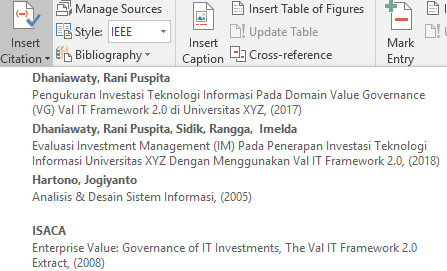 Insert Citation
Manage Sources
Style: IEEE
Bibliography
Insert Caption
Insert Table of Figures
Update Table
Cross-reference
Mark Entry
Dhaniawaty, Rani Puspita
Pengukuran Investasi Teknologi Informasi Pada Domain Value Governance
(VG) Val IT Framework 2.0 di Universitas XYZ, (2017)
Dhaniawaty, Rani Puspita, Sidik, Rangga, Imelda
Evaluasi Investment Management (IM) Pada Penerapan Investasi Teknologi
Informasi Universitas XYZ Dengan Menggunakan Val IT Framework 2.0, (2018)
Hartono, Jogiyanto
Analisis & Desain Sistem Informasi, (2005)
ISACA
Enterprise Value: Governance of IT Investments, The Val IT Framework 2.0
Extract, (2008)